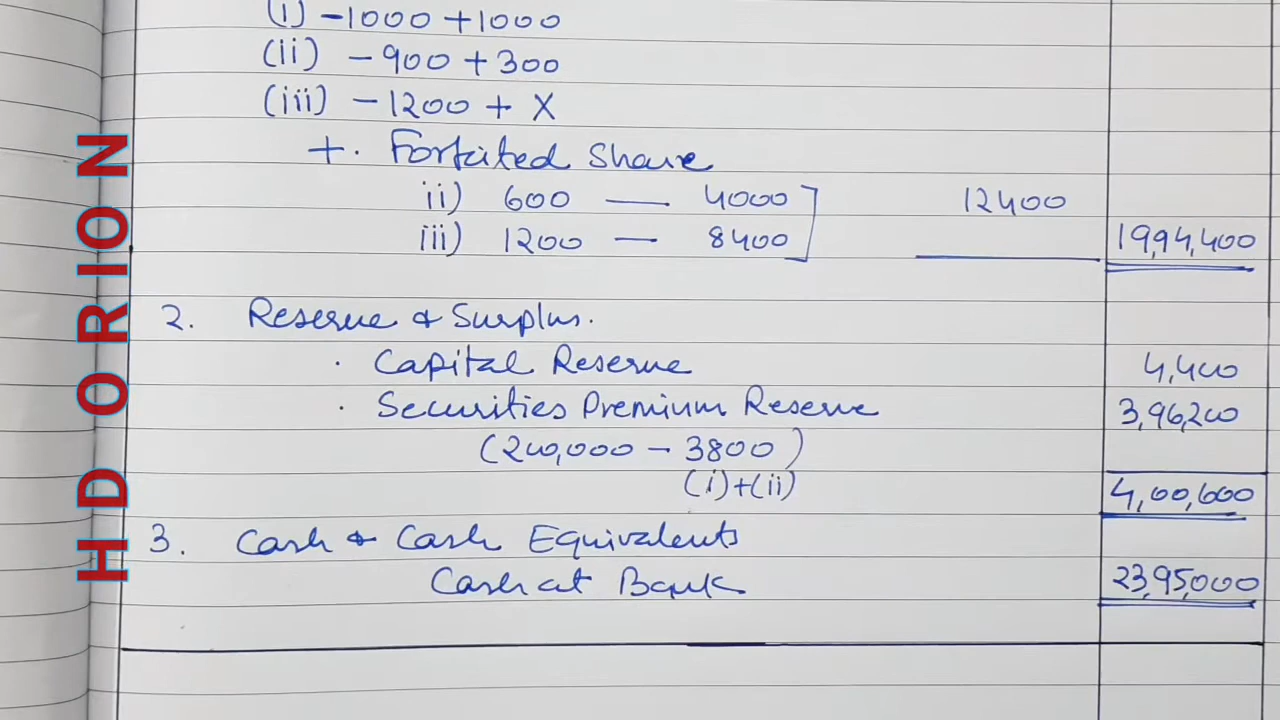 (i) -1000 +1000
(ii) - 900 + 300
(iii) - 1200 + X
+. Forfeited Share
ii) 600 — 4000 12400
iii) 1200 — 8400 19,94,400
2. Reserve & Surplus.
· Capital Reserve 4,400
· Securities Premium Reserve 3,96,200
(200,000 - 3800)
(i)+(ii) 4,00,600
3. Cash & Cash Equivalents
Cash at Bank 23,95,000
HD ORION